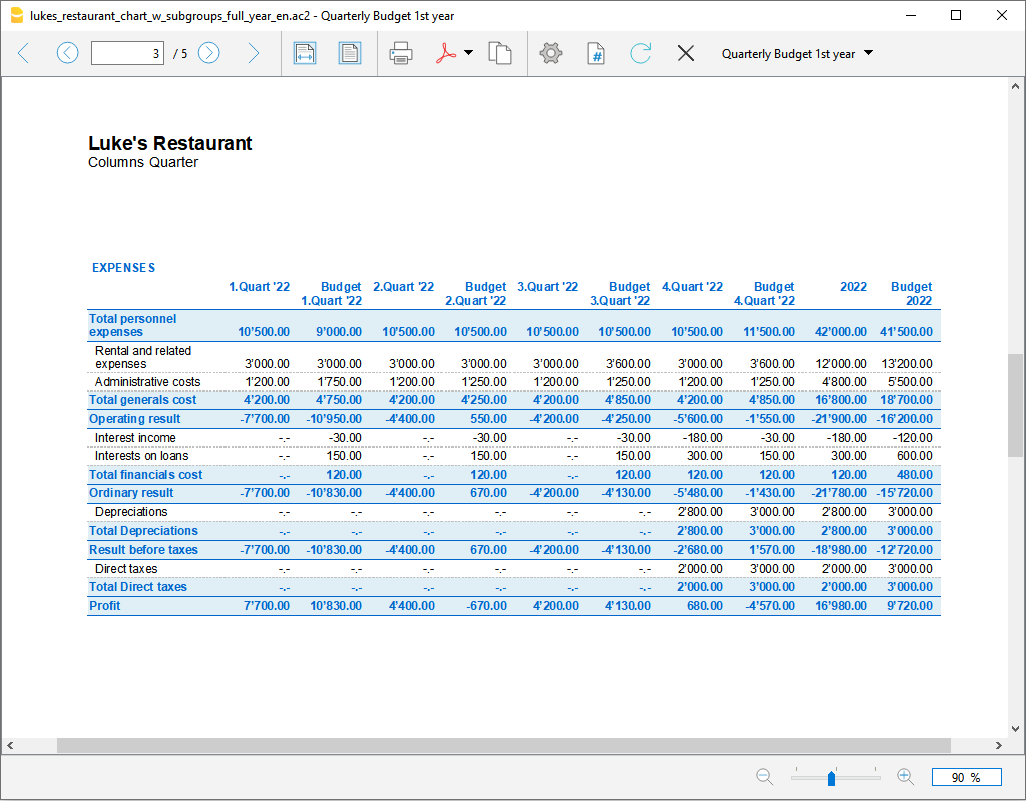 lukes_restaurant_chart_w_subgroups_full_year_en.ac2 - Quarterly Budget 1st year
3 / 5 Quarterly Budget 1st year
Luke's Restaurant
Columns Quarter
EXPENSES
1.Quart '22 Budget 2.Quart '22 Budget 3.Quart '22 Budget 4.Quart '22 Budget 2022 Budget
1.Quart '22 2.Quart '22 3.Quart '22 4.Quart '22 2022
Total personnel
expenses 10'500.00 9'000.00 10'500.00 10'500.00 10'500.00 10'500.00 10'500.00 11'500.00 42'000.00 41'500.00
Rental and related
expenses 3'000.00 3'000.00 3'000.00 3'000.00 3'000.00 3'600.00 3'000.00 3'600.00 12'000.00 13'200.00
Administrative costs 1'200.00 1'750.00 1'200.00 1'250.00 1'200.00 1'250.00 1'200.00 1'250.00 4'800.00 5'500.00
Total generals cost 4'200.00 4'750.00 4'200.00 4'250.00 4'200.00 4'850.00 4'200.00 4'850.00 16'800.00 18'700.00
Operating result -7'700.00 -10'950.00 -4'400.00 550.00 -4'200.00 -4'250.00 -5'600.00 -1'550.00 -21'900.00 -16'200.00
Interest income -.- -30.00 -.- -30.00 -.- -30.00 -180.00 -30.00 -180.00 -120.00
Interests on loans -.- 150.00 -.- 150.00 -.- 150.00 300.00 150.00 300.00 600.00
Total financials cost -.- 120.00 -.- 120.00 -.- 120.00 120.00 120.00 120.00 480.00
Ordinary result -7'700.00 -10'830.00 -4'400.00 670.00 -4'200.00 -4'130.00 -5'480.00 -1'430.00 -21'780.00 -15'720.00
Depreciations -.- -.- -.- -.- -.- -.- 2'800.00 3'000.00 2'800.00 3'000.00
Total Depreciations -.- -.- -.- -.- -.- -.- 2'800.00 3'000.00 2'800.00 3'000.00
Result before taxes -7'700.00 -10'830.00 -4'400.00 670.00 -4'200.00 -4'130.00 -2'680.00 1'570.00 -18'980.00 -12'720.00
Direct taxes -.- -.- -.- -.- -.- -.- 2'000.00 3'000.00 2'000.00 3'000.00
Total Direct taxes -.- -.- -.- -.- -.- -.- 2'000.00 3'000.00 2'000.00 3'000.00
Profit 7'700.00 10'830.00 4'400.00 -670.00 4'200.00 4'130.00 680.00 -4'570.00 16'980.00 9'720.00
90 %